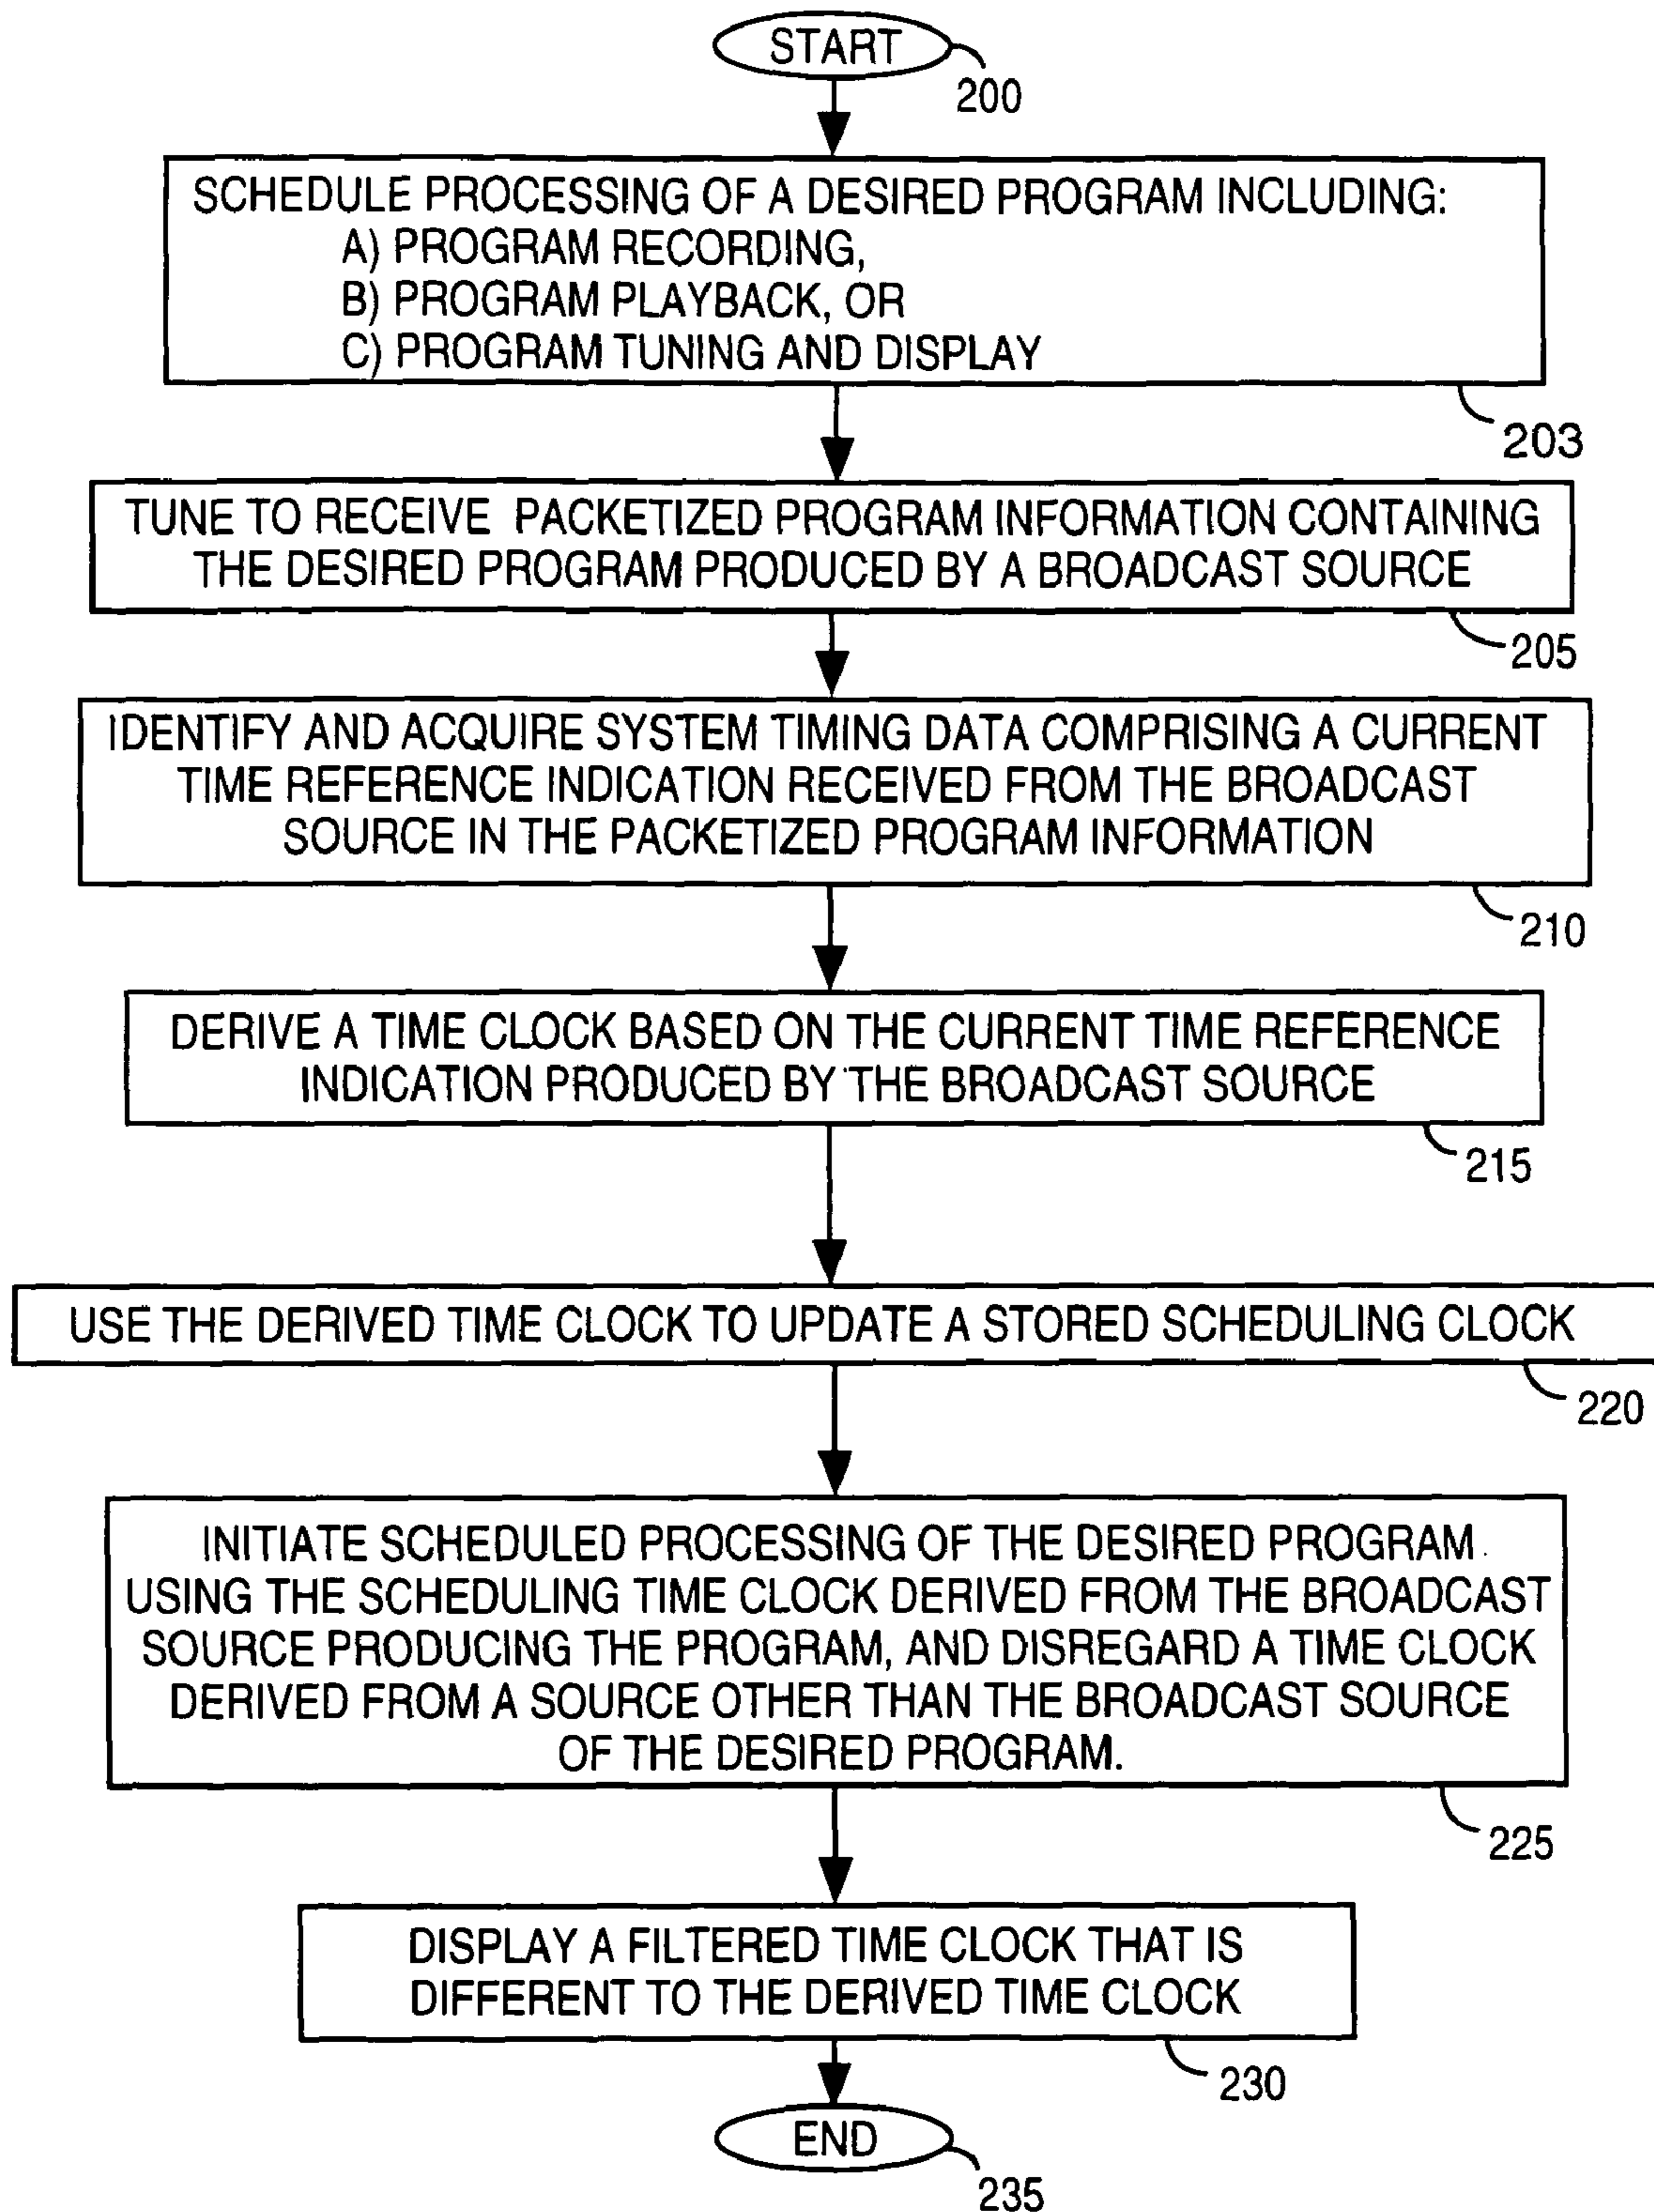 START
200
SCHEDULE PROCESSING OF A DESIRED PROGRAM INCLUDING:
A) PROGRAM RECORDING,
B) PROGRAM PLAYBACK, OR
C) PROGRAM TUNING AND DISPLAY
203
TUNE TO RECEIVE PACKETIZED PROGRAM INFORMATION CONTAINING
THE DESIRED PROGRAM PRODUCED BY A BROADCAST SOURCE
205
IDENTIFY AND ACQUIRE SYSTEM TIMING DATA COMPRISING A CURRENT
TIME REFERENCE INDICATION RECEIVED FROM THE BROADCAST
SOURCE IN THE PACKETIZED PROGRAM INFORMATION
210
DERIVE A TIME CLOCK BASED ON THE CURRENT TIME REFERENCE
INDICATION PRODUCED BY THE BROADCAST SOURCE
215
USE THE DERIVED TIME CLOCK TO UPDATE A STORED SCHEDULING CLOCK
220
INITIATE SCHEDULED PROCESSING OF THE DESIRED PROGRAM
USING THE SCHEDULING TIME CLOCK DERIVED FROM THE BROADCAST
SOURCE PRODUCING THE PROGRAM, AND DISREGARD A TIME CLOCK
DERIVED FROM A SOURCE OTHER THAN THE BROADCAST SOURCE
OF THE DESIRED PROGRAM.
225
DISPLAY A FILTERED TIME CLOCK THAT IS
DIFFERENT TO THE DERIVED TIME CLOCK
230
END
235